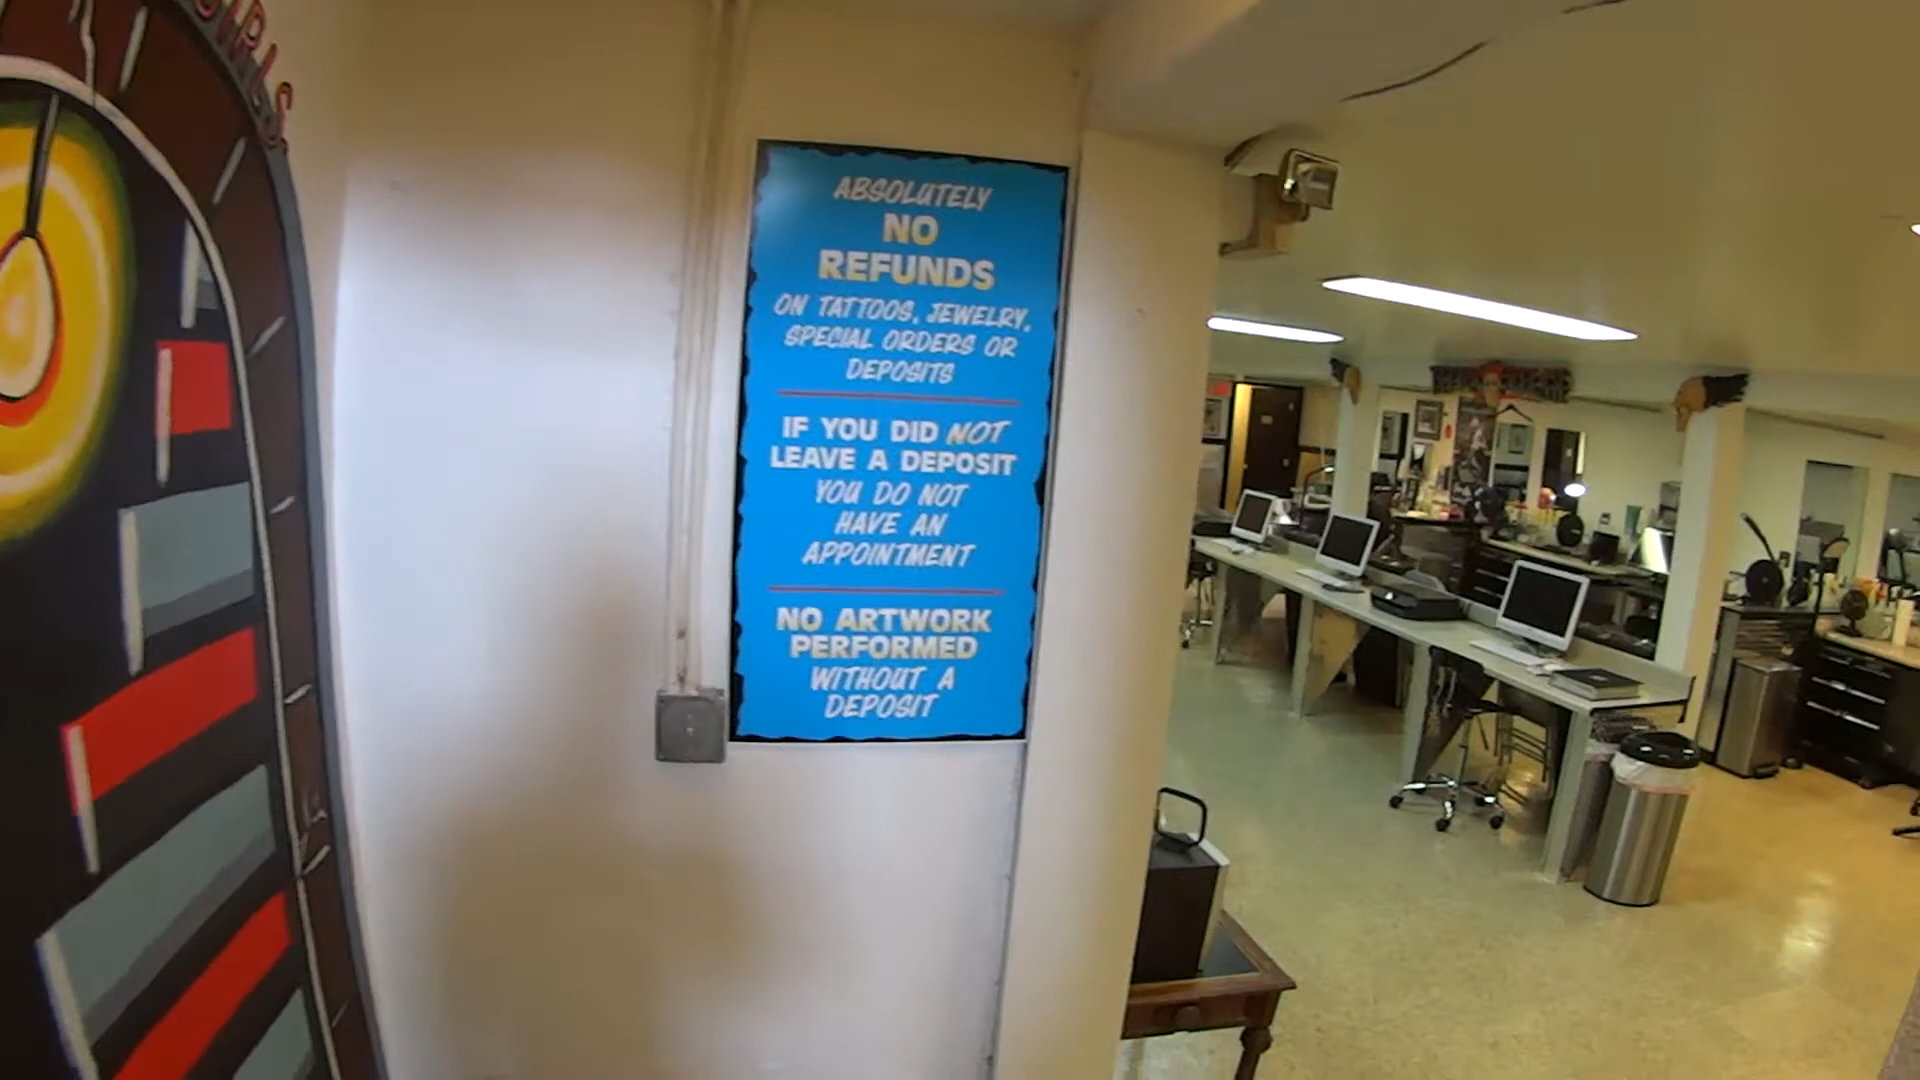 GIRLS
ABSOLUTELY
NO
REFUNDS
ON TATTOOS, JEWELRY,
SPECIAL ORDERS OR
DEPOSITS
IF YOU DID NOT
LEAVE A DEPOSIT
YOU DO NOT
HAVE AN
APPOINTMENT
NO ARTWORK
PERFORMED
WITHOUT A
DEPOSIT